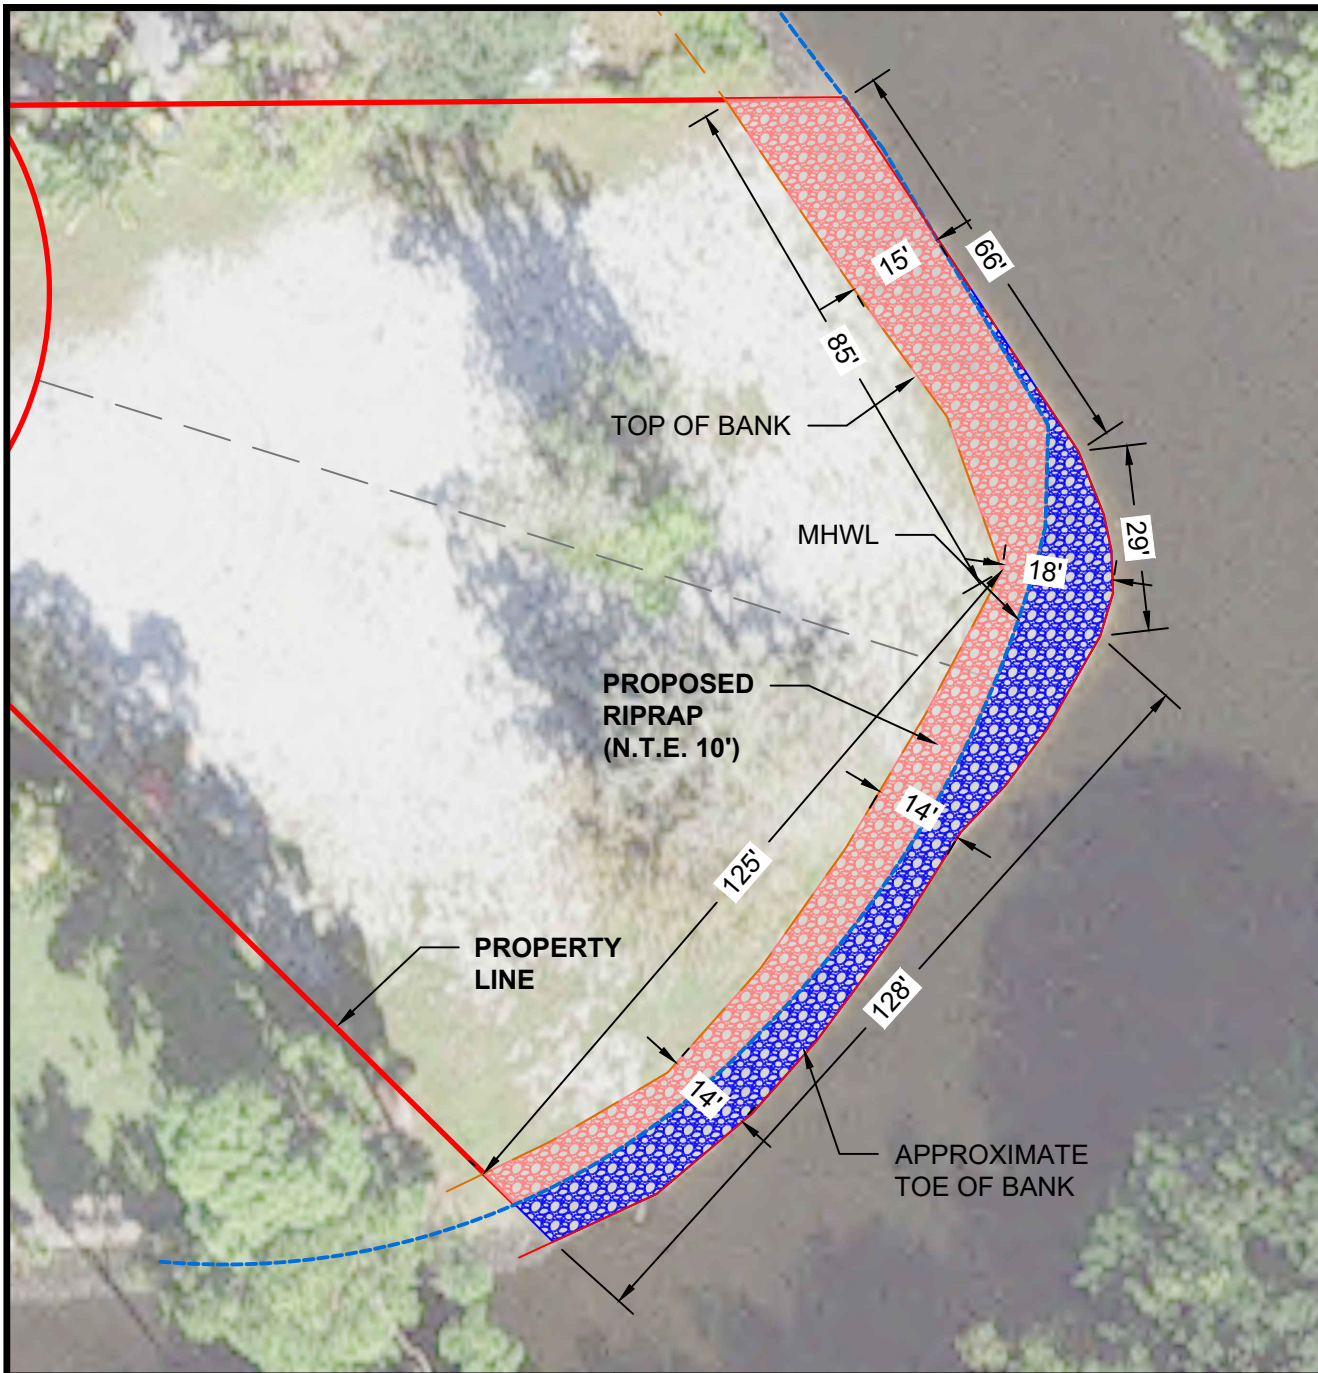 66'
15'
85'
TOP OF BANK
MHWL
29'
18'
PROPOSED
RIPRAP
(N.T.E. 10')
14'
125'
PROPERTY
LINE
128'
14'
APPROXIMATE
TOE OF BANK